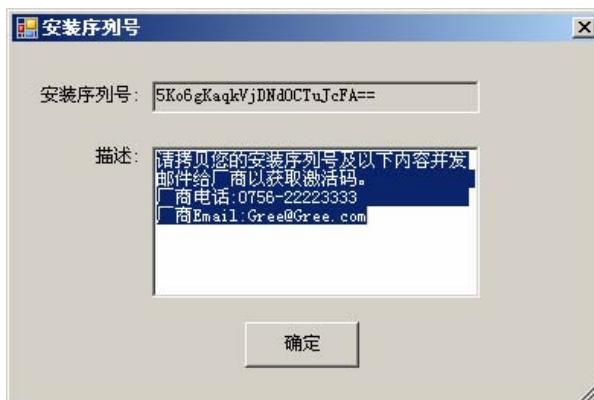 安装序列号
安装序列号: 5Ko6gKaqkVjDNdOCTuJcFA==
描述: 请拷贝您的安装序列号及以下内容并发
邮件给厂商以获取激活码。
厂商电话:0756-22223333
厂商Email:Gree@Gree.com
确定